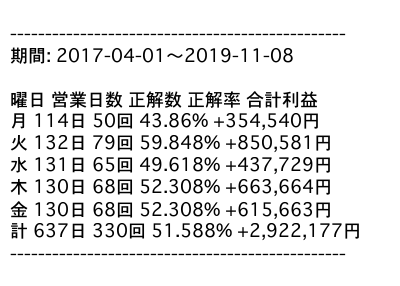 ------------------------------------------------
期間: 2017-04-01〜2019-11-08
曜日 営業日数 正解数 正解率 合計利益
月 114日 50回 43.86% +354,540円
火 132日 79回 59.848% +850,581円
水 131日 65回 49.618% +437,729円
木 130日 68回 52.308% +663,664円
金 130日 68回 52.308% +615,663円
計 637日 330回 51.588% +2,922,177円
------------------------------------------------